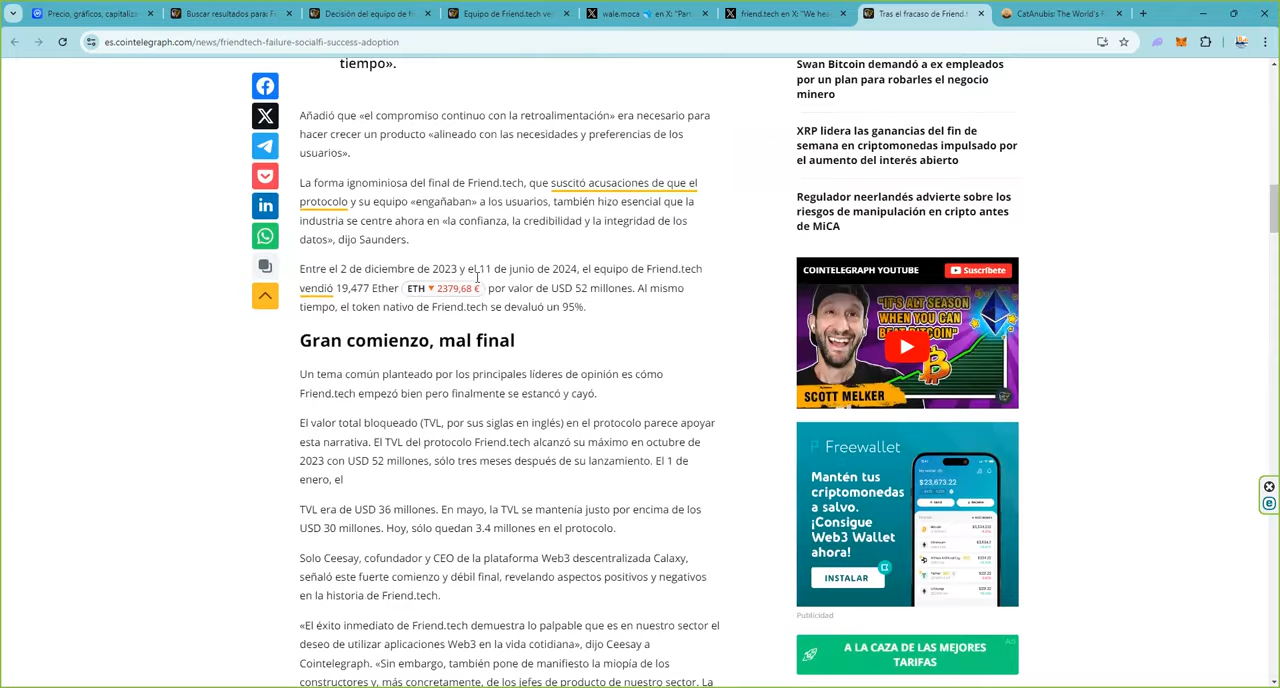 Precio, gráficos, capitaliz
Buscar resultados para: F
Decisión del equipo de fr
Equipo de Friend.tech ve
wale.moca en X: "Part
friend.tech en X: "We hea
Tras el fracaso de Friend.t
CatAnubis: The World's F
es.cointelegraph.com/news/friendtech-failure-socialfi-success-adoption
tiempo».
Añadió que «el compromiso continuo con la retroalimentación» era necesario para
hacer crecer un producto «alineado con las necesidades y preferencias de los
usuarios».
La forma ignominiosa del final de Friend.tech, que suscitó acusaciones de que el
protocolo y su equipo «engañaban» a los usuarios, también hizo esencial que la
industria se centre ahora en «la confianza, la credibilidad y la integridad de los
datos», dijo Saunders.
Entre el 2 de diciembre de 2023 y el 11 de junio de 2024, el equipo de Friend.tech
vendió 19,477 Ether ETH ▼ 2379,68 € por valor de USD 52 millones. Al mismo
tiempo, el token nativo de Friend.tech se devaluó un 95%.
Gran comienzo, mal final
Un tema común planteado por los principales líderes de opinión es cómo
Friend.tech empezó bien pero finalmente se estancó y cayó.
El valor total bloqueado (TVL, por sus siglas en inglés) en el protocolo parece apoyar
esta narrativa. El TVL del protocolo Friend.tech alcanzó su máximo en octubre de
2023 con USD 52 millones, sólo tres meses después de su lanzamiento. El 1 de
enero, el
TVL era de USD 36 millones. En mayo, la TVL se mantenía justo por encima de los
USD 30 millones. Hoy, sólo quedan 3.4 millones en el protocolo.
Solo Ceesay, cofundador y CEO de la plataforma Web3 descentralizada Calaxy,
señaló este fuerte comienzo y débil final, revelando aspectos positivos y negativos
en la historia de Friend.tech.
«El éxito inmediato de Friend.tech demuestra lo palpable que es en nuestro sector el
deseo de utilizar aplicaciones Web3 en la vida cotidiana», dijo Ceesay a
Cointelegraph. «Sin embargo, también pone de manifiesto la miopía de los
constructores y, más concretamente, de los jefes de producto de nuestro sector. La
Swan Bitcoin demandó a ex empleados
por un plan para robarles el negocio
minero
XRP lidera las ganancias del fin de
semana en criptomonedas impulsado por
el aumento del interés abierto
Regulador neerlandés advierte sobre los
riesgos de manipulación en cripto antes
de MiCA
COINTELEGRAPH YOUTUBE
Suscríbete
"IT'S ALT SEASON
WHEN YOU CAN
BEAT BITCOIN"
SCOTT MELKER
Freewallet
Mantén tus
criptomonedas
a salvo.
¡Consigue
Web3 Wallet
ahora!
INSTALAR
$23,673.22
Publicidad
A LA CAZA DE LAS MEJORES
TARIFAS
Ad